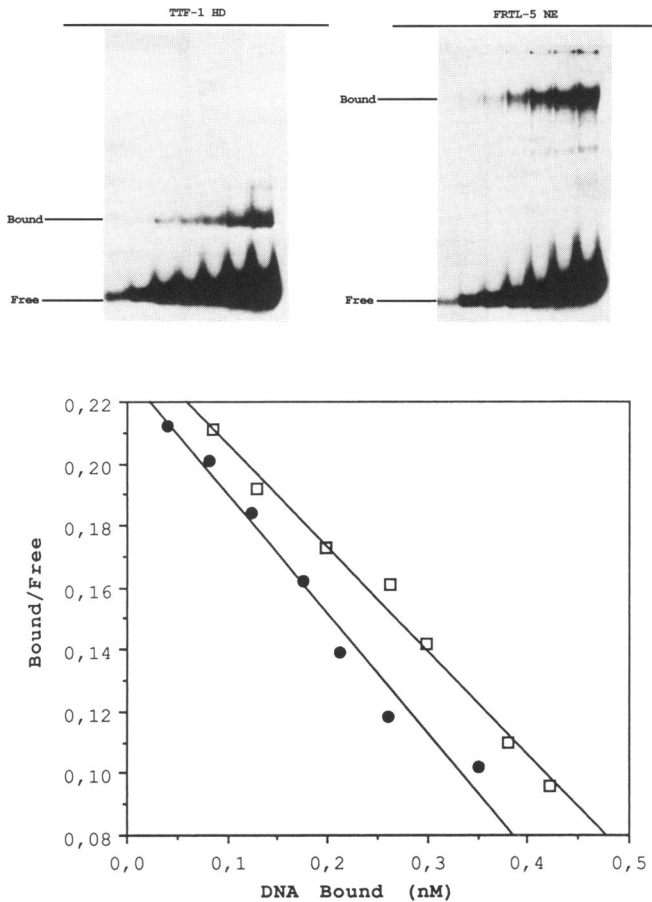 TTF-1 HD
FRTL-5 NE
Bound
Free
Bound
Free
0,22
0,20
0,18
0,16
0,14
0,12
0,10
0,08
Bound/Free
0,0 0,1 0,2 0,3 0,4 0,5
DNA Bound (nM)